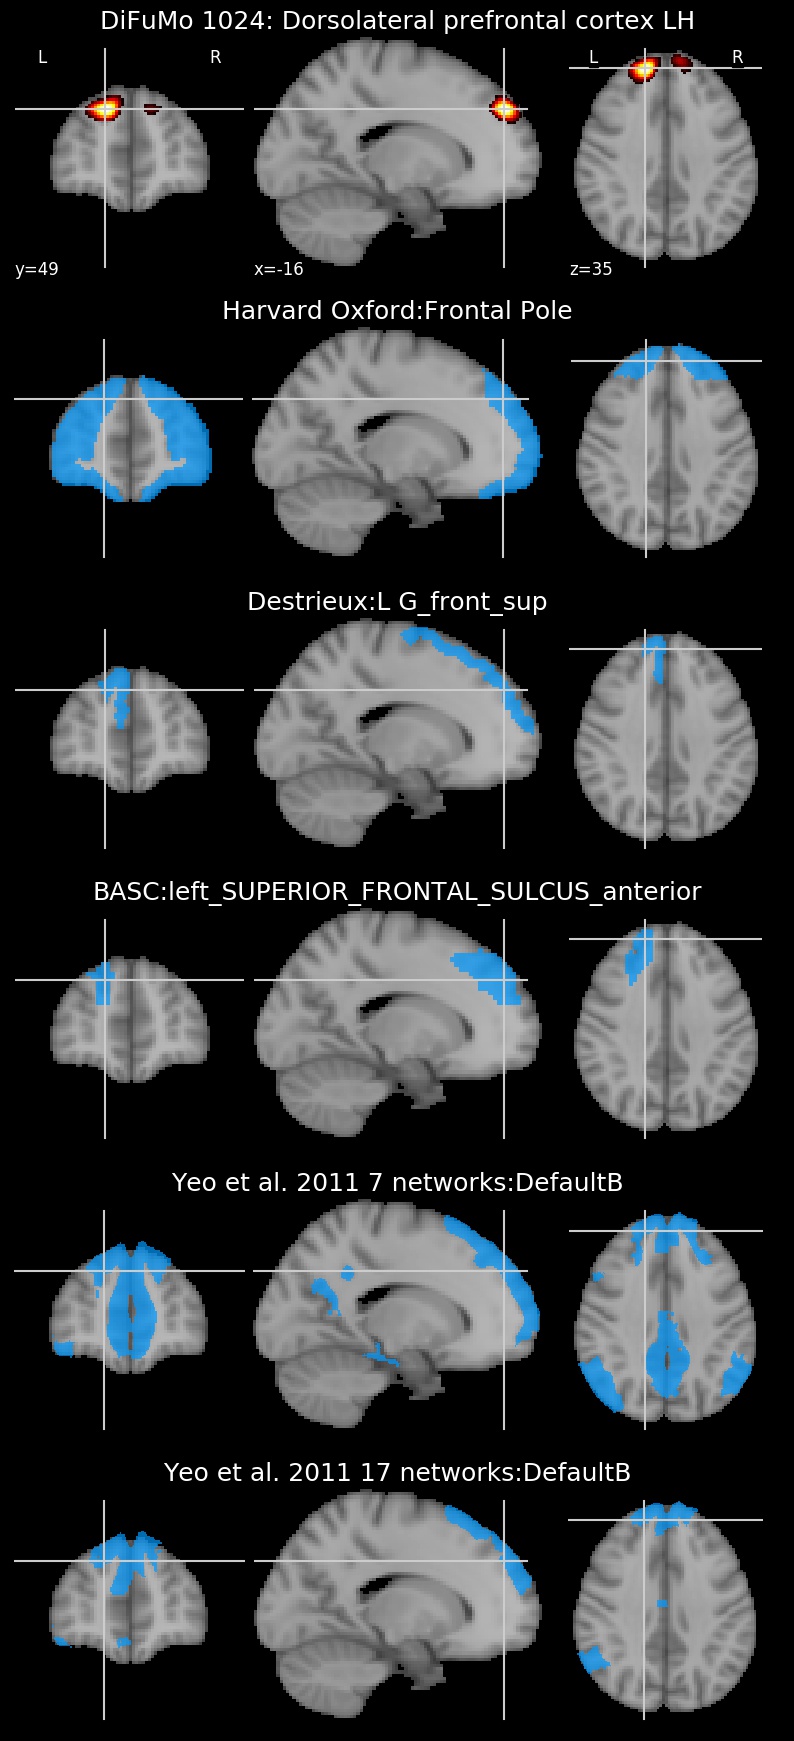 DiFuMo 1024: Dorsolateral prefrontal cortex LH
L R L R
y=49 x=-16 z=35
Harvard Oxford:Frontal Pole
Destrieux:L G_front_sup
BASC:left_SUPERIOR_FRONTAL_SULCUS_anterior
Yeo et al. 2011 7 networks:DefaultB
Yeo et al. 2011 17 networks:DefaultB